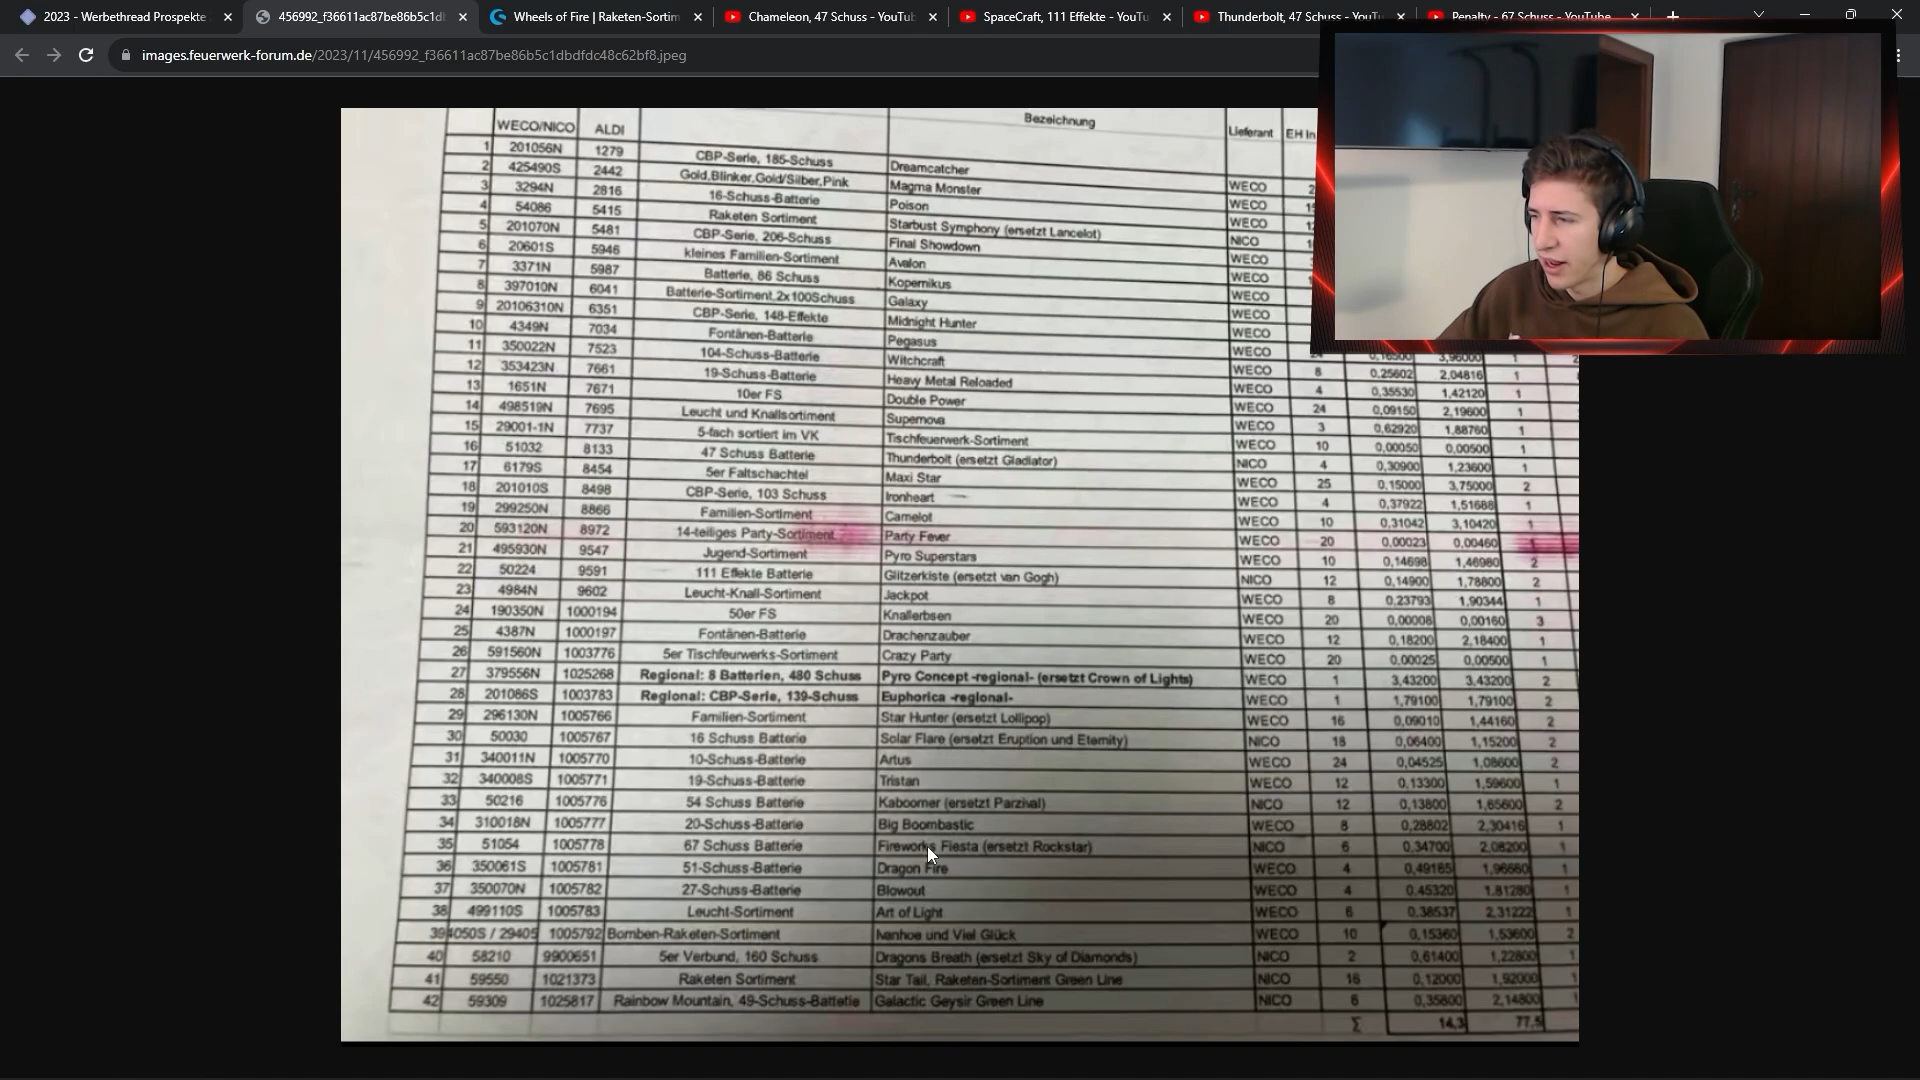 2023 - Werbethread Prospekte
456992_f36611ac87be86b5c1dl
Wheels of Fire | Raketen-Sortim
Chameleon, 47 Schuss - YouTub
SpaceCraft, 111 Effekte - YouTu
Thunderbolt, 47 Schuss - YouTu
Penalty - 67 Schuss - YouTube
images.feuerwerk-forum.de/2023/11/456992_f36611ac87be86b5c1dbdfdc48c62bf8.jpeg
WECO/NICO ALDI Bezeichnung Lieferant EH in
1 201056N 1279 CBP-Serie, 185-Schuss Dreamcatcher WECO
2 425490S 2442 Gold,Blinker,Gold/Silber,Pink Magma Monster WECO
3 3294N 2816 16-Schuss-Batterie Poison WECO
4 54086 5415 Raketen Sortiment Starbust Symphony (ersetzt Lancelot) NICO
5 201070N 5481 CBP-Serie, 206-Schuss Final Showdown WECO
6 20601S 5946 kleines Familien-Sortiment Avalon WECO
7 3371N 5987 Batterie, 86 Schuss Kopernikus WECO
8 397010N 6041 Batterie-Sortiment,2x100Schuss Galaxy WECO
9 20106310N 6351 CBP-Serie, 148-Effekte Midnight Hunter WECO
10 4349N 7034 Fontänen-Batterie Pegasus WECO 24 0,16500 3,96000 1
11 350022N 7523 104-Schuss-Batterie Witchcraft WECO 8 0,25602 2,04816 1
12 353423N 7661 19-Schuss-Batterie Heavy Metal Reloaded WECO 4 0,35530 1,42120 1
13 1651N 7671 10er FS Double Power WECO 24 0,09150 2,19600 1
14 498519N 7695 Leucht und Knallsortiment Supernova WECO 3 0,62920 1,88760 1
15 29001-1N 7737 5-fach sortiert im VK Tischfeuerwerk-Sortiment WECO 10 0,00050 0,00500 1
16 51032 8133 47 Schuss Batterie Thunderbolt (ersetzt Gladiator) NICO 4 0,30900 1,23600 1
17 6179S 8454 5er Faltschachtel Maxi Star WECO 25 0,15000 3,75000 2
18 201010S 8498 CBP-Serie, 103 Schuss Ironheart WECO 4 0,37922 1,51688 1
19 299250N 8866 Familien-Sortiment Camelot WECO 10 0,31042 3,10420 1
20 593120N 8972 14-teiliges Party-Sortiment Party Fever WECO 20 0,00023 0,00460 1
21 495930N 9547 Jugend-Sortiment Pyro Superstars WECO 10 0,14698 1,46980 2
22 50224 9591 111 Effekte Batterie Glitzerkiste (ersetzt van Gogh) NICO 12 0,14900 1,78800 2
23 4984N 9602 Leucht-Knall-Sortiment Jackpot WECO 8 0,23793 1,90344 1
24 190350N 1000194 50er FS Knallerbsen WECO 20 0,00008 0,00160 3
25 4387N 1000197 Fontänen-Batterie Drachenzauber WECO 12 0,18200 2,18400 1
26 591560N 1003776 5er Tischfeurwerks-Sortiment Crazy Party WECO 20 0,00025 0,00500 1
27 379556N 1025268 Regional: 8 Batterien, 480 Schuss Pyro Concept -regional- (ersetzt Crown of Lights) WECO 1 3,43200 3,43200 2
28 201086S 1003783 Regional: CBP-Serie, 139-Schuss Euphorica -regional- WECO 1 1,79100 1,79100 2
29 296130N 1005766 Familien-Sortiment Star Hunter (ersetzt Lollipop) WECO 16 0,09010 1,44160 2
30 50030 1005767 16 Schuss Batterie Solar Flare (ersetzt Eruption und Eternity) NICO 18 0,06400 1,15200 2
31 340011N 1005770 10-Schuss-Batterie Artus WECO 24 0,04525 1,08600 2
32 340008S 1005771 19-Schuss-Batterie Tristan WECO 12 0,13300 1,59600 1
33 50216 1005776 54 Schuss Batterie Kaboomer (ersetzt Parzival) NICO 12 0,13800 1,65600 2
34 310018N 1005777 20-Schuss-Batterie Big Boombastic WECO 8 0,28802 2,30416 1
35 51054 1005778 67 Schuss Batterie Fireworks Fiesta (ersetzt Rockstar) NICO 6 0,34700 2,08200 1
36 350061S 1005781 51-Schuss-Batterie Dragon Fire WECO 4 0,49165 1,96660 1
37 350070N 1005782 27-Schuss-Batterie Blowout WECO 4 0,45320 1,81280 1
38 499110S 1005783 Leucht-Sortiment Art of Light WECO 6 0,38537 2,31222 1
39 4050S / 29405 1005792 Bomben-Raketen-Sortiment Ivanhoe und Viel Glück WECO 10 0,15360 1,53600 2
40 58210 9900651 5er Verbund, 160 Schuss Dragons Breath (ersetzt Sky of Diamonds) NICO 2 0,61400 1,22800 1
41 59550 1021373 Raketen Sortiment Star Tail, Raketen-Sortiment Green Line NICO 16 0,12000 1,92000 1
42 59309 1025817 Rainbow Mountain, 49-Schuss-Battetie Galactic Geysir Green Line NICO 6 0,35800 2,14800
Σ 14,3 77,5